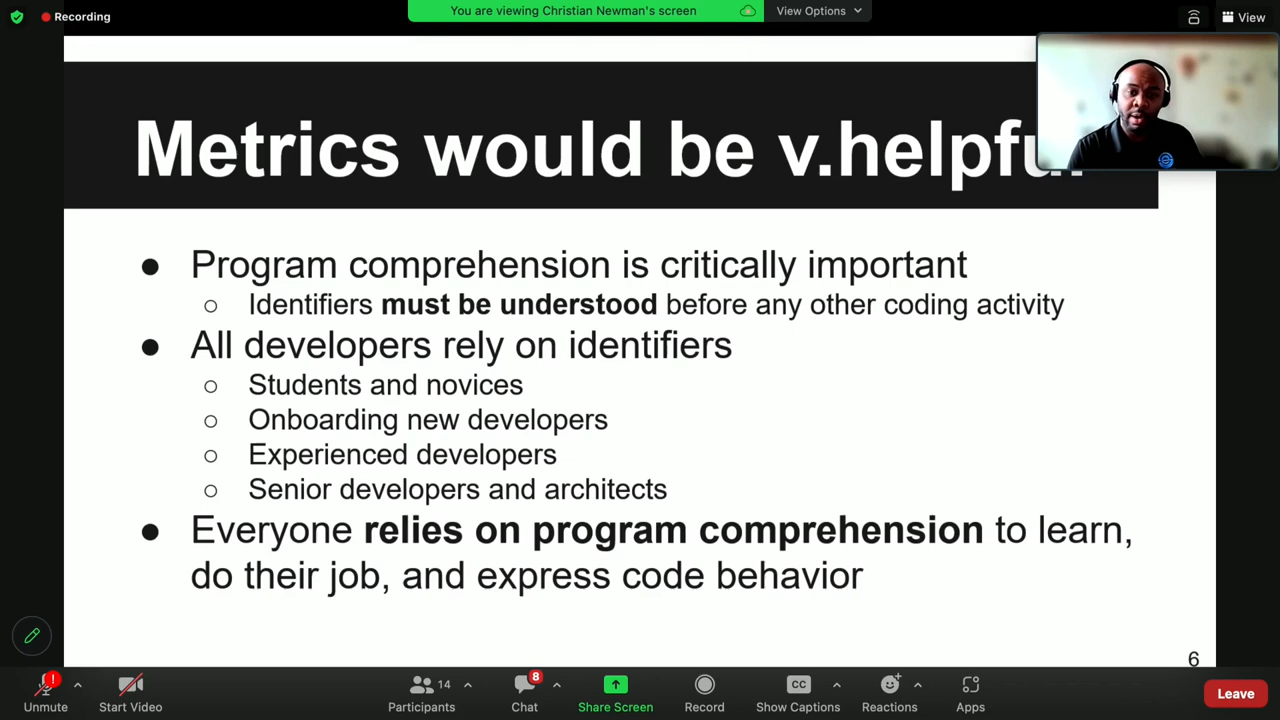 Recording
You are viewing Christian Newman's screen
View Options
View
Metrics would be
● Program comprehension is critically important
○ Identifiers must be understood before any other coding activity
● All developers rely on identifiers
○ Students and novices
○ Onboarding new developers
○ Experienced developers
○ Senior developers and architects
● Everyone relies on program comprehension to learn,
do their job, and express code behavior
6
!
14
8
CC
Unmute
Start Video
Participants
Chat
Share Screen
Record
Show Captions
Reactions
Apps
Leave